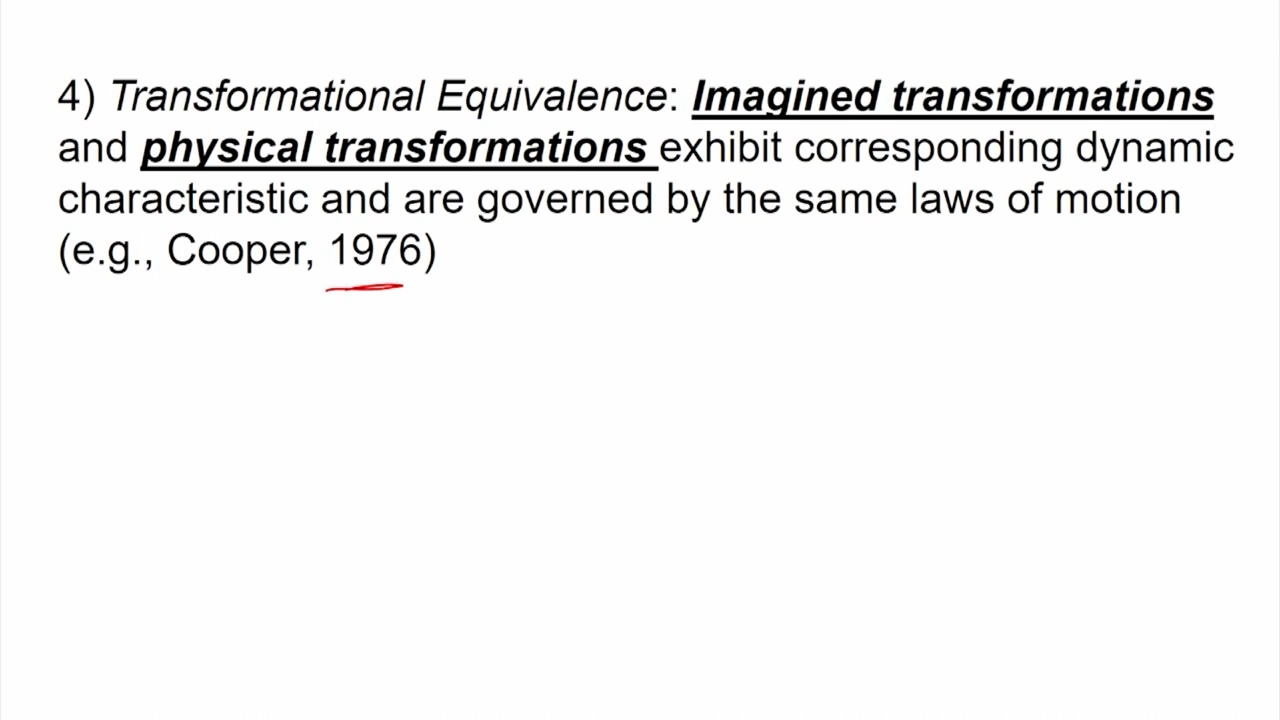 4) Transformational Equivalence: Imagined transformations
and physical transformations exhibit corresponding dynamic
characteristic and are governed by the same laws of motion
(e.g., Cooper, 1976)